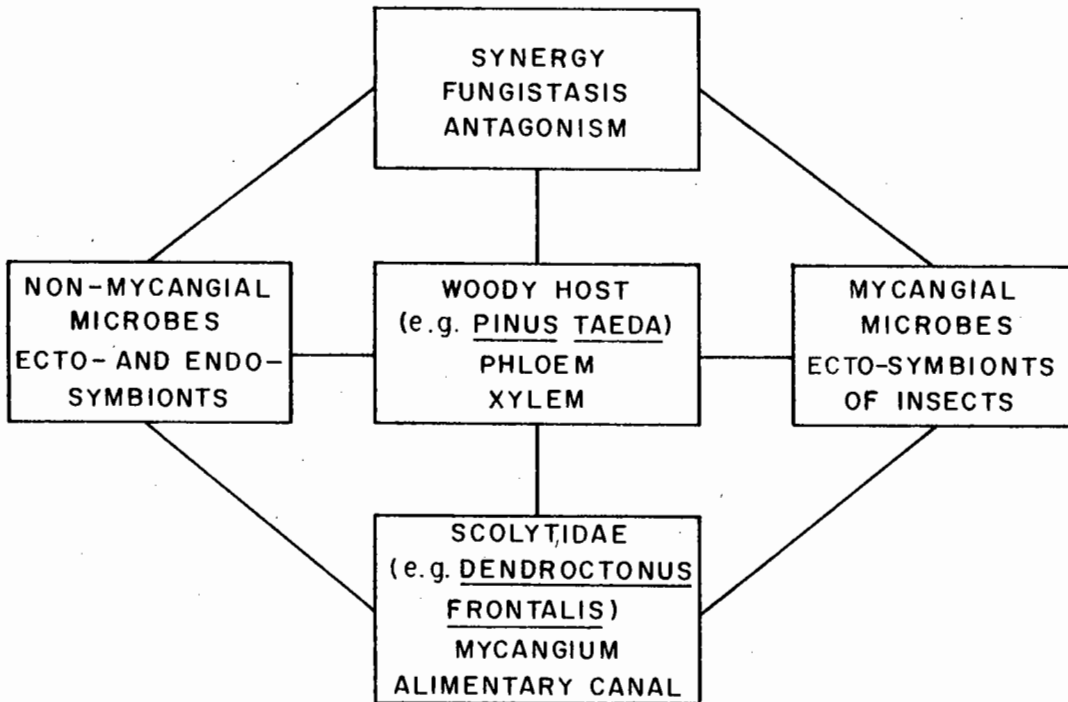 SYNERGY
FUNGISTASIS
ANTAGONISM
NON-MYCANGIAL
MICROBES
ECTO- AND ENDO-
SYMBIONTS
WOODY HOST
(e.g. PINUS TAEDA)
PHLOEM
XYLEM
MYCANGIAL
MICROBES
ECTO-SYMBIONTS
OF INSECTS
SCOLYTIDAE
(e.g. DENDROCTONUS
FRONTALIS)
MYCANGIUM
ALIMENTARY CANAL